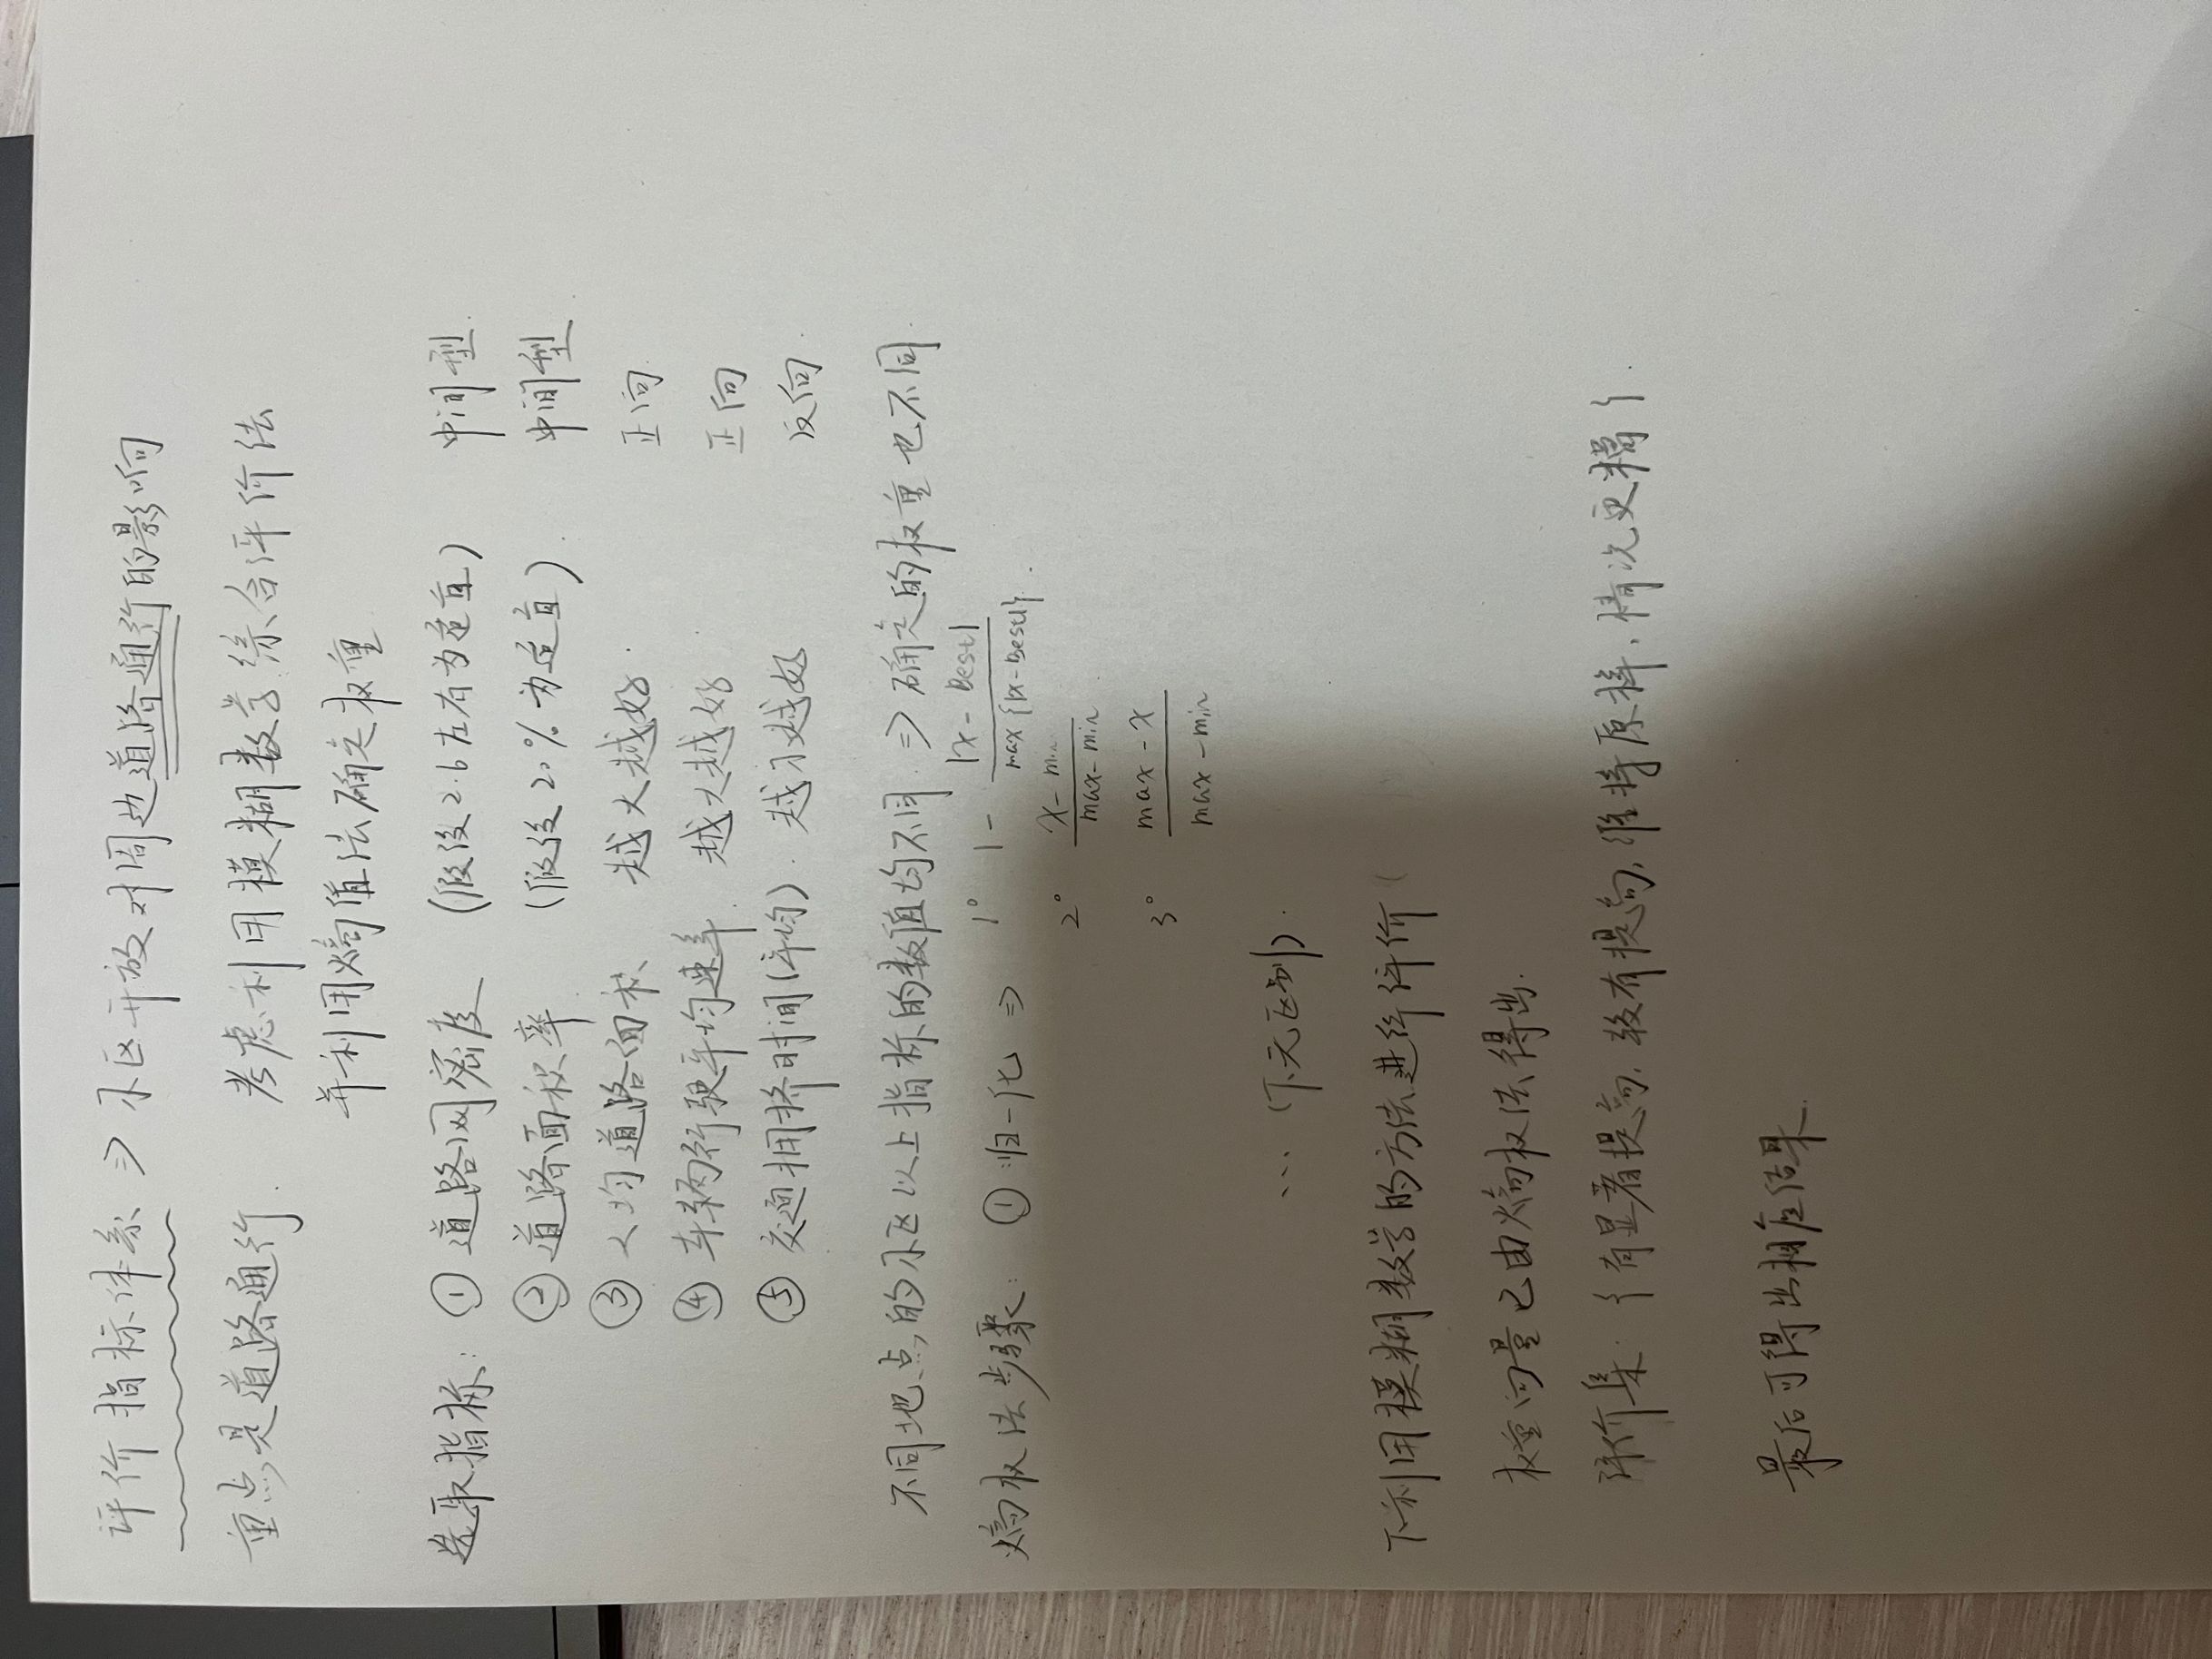 评价指标体系 ⇒ 小区开放对周边道路通行的影响
重点是道路通行. 考虑利用模糊数学综合评价法
并利用熵值法确定权重
选取指标: ① 道路网密度 (假设2.6左右为适宜) 中间型.
② 道路面积率 (假设20%为适宜). 中间型.
③ 人均道路面积 越大越好. 正向.
④ 车辆行驶平均速率. 越大越好 正向
⑤ 交通拥挤时间(平均). 越小越好 反向.
不同地点的小区以上指标的数值均不同 ⇒ 确定的权重也不同.
熵权法步骤: ① 归一化 ⇒ 1° 1 - |x - Best| / max{|x-Best|}.
2° x - min / max - min.
3° max - x / max - min
... (下无区别).
下利用模糊数学的方法进行评价
权重向量已由熵权法得出.
评价集: {有显著提高, 较有提高, 维持原样, 情况更糟}.
最后可得出相应结果.